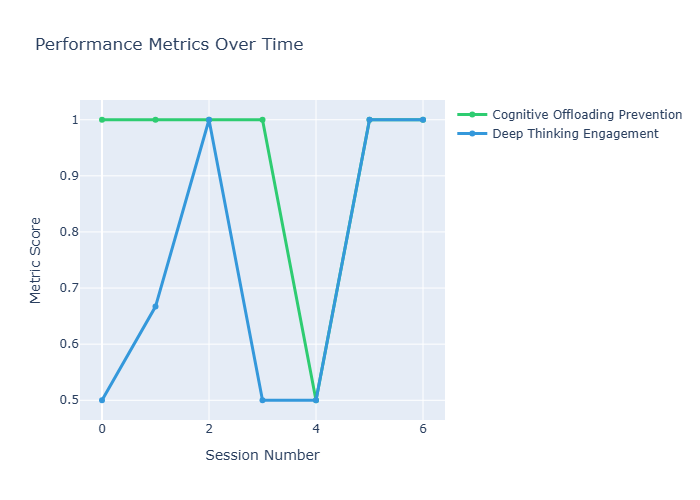 Performance Metrics Over Time
Cognitive Offloading Prevention
Deep Thinking Engagement
1
0.9
0.8
0.7
0.6
0.5
Metric Score
0 2 4 6
Session Number